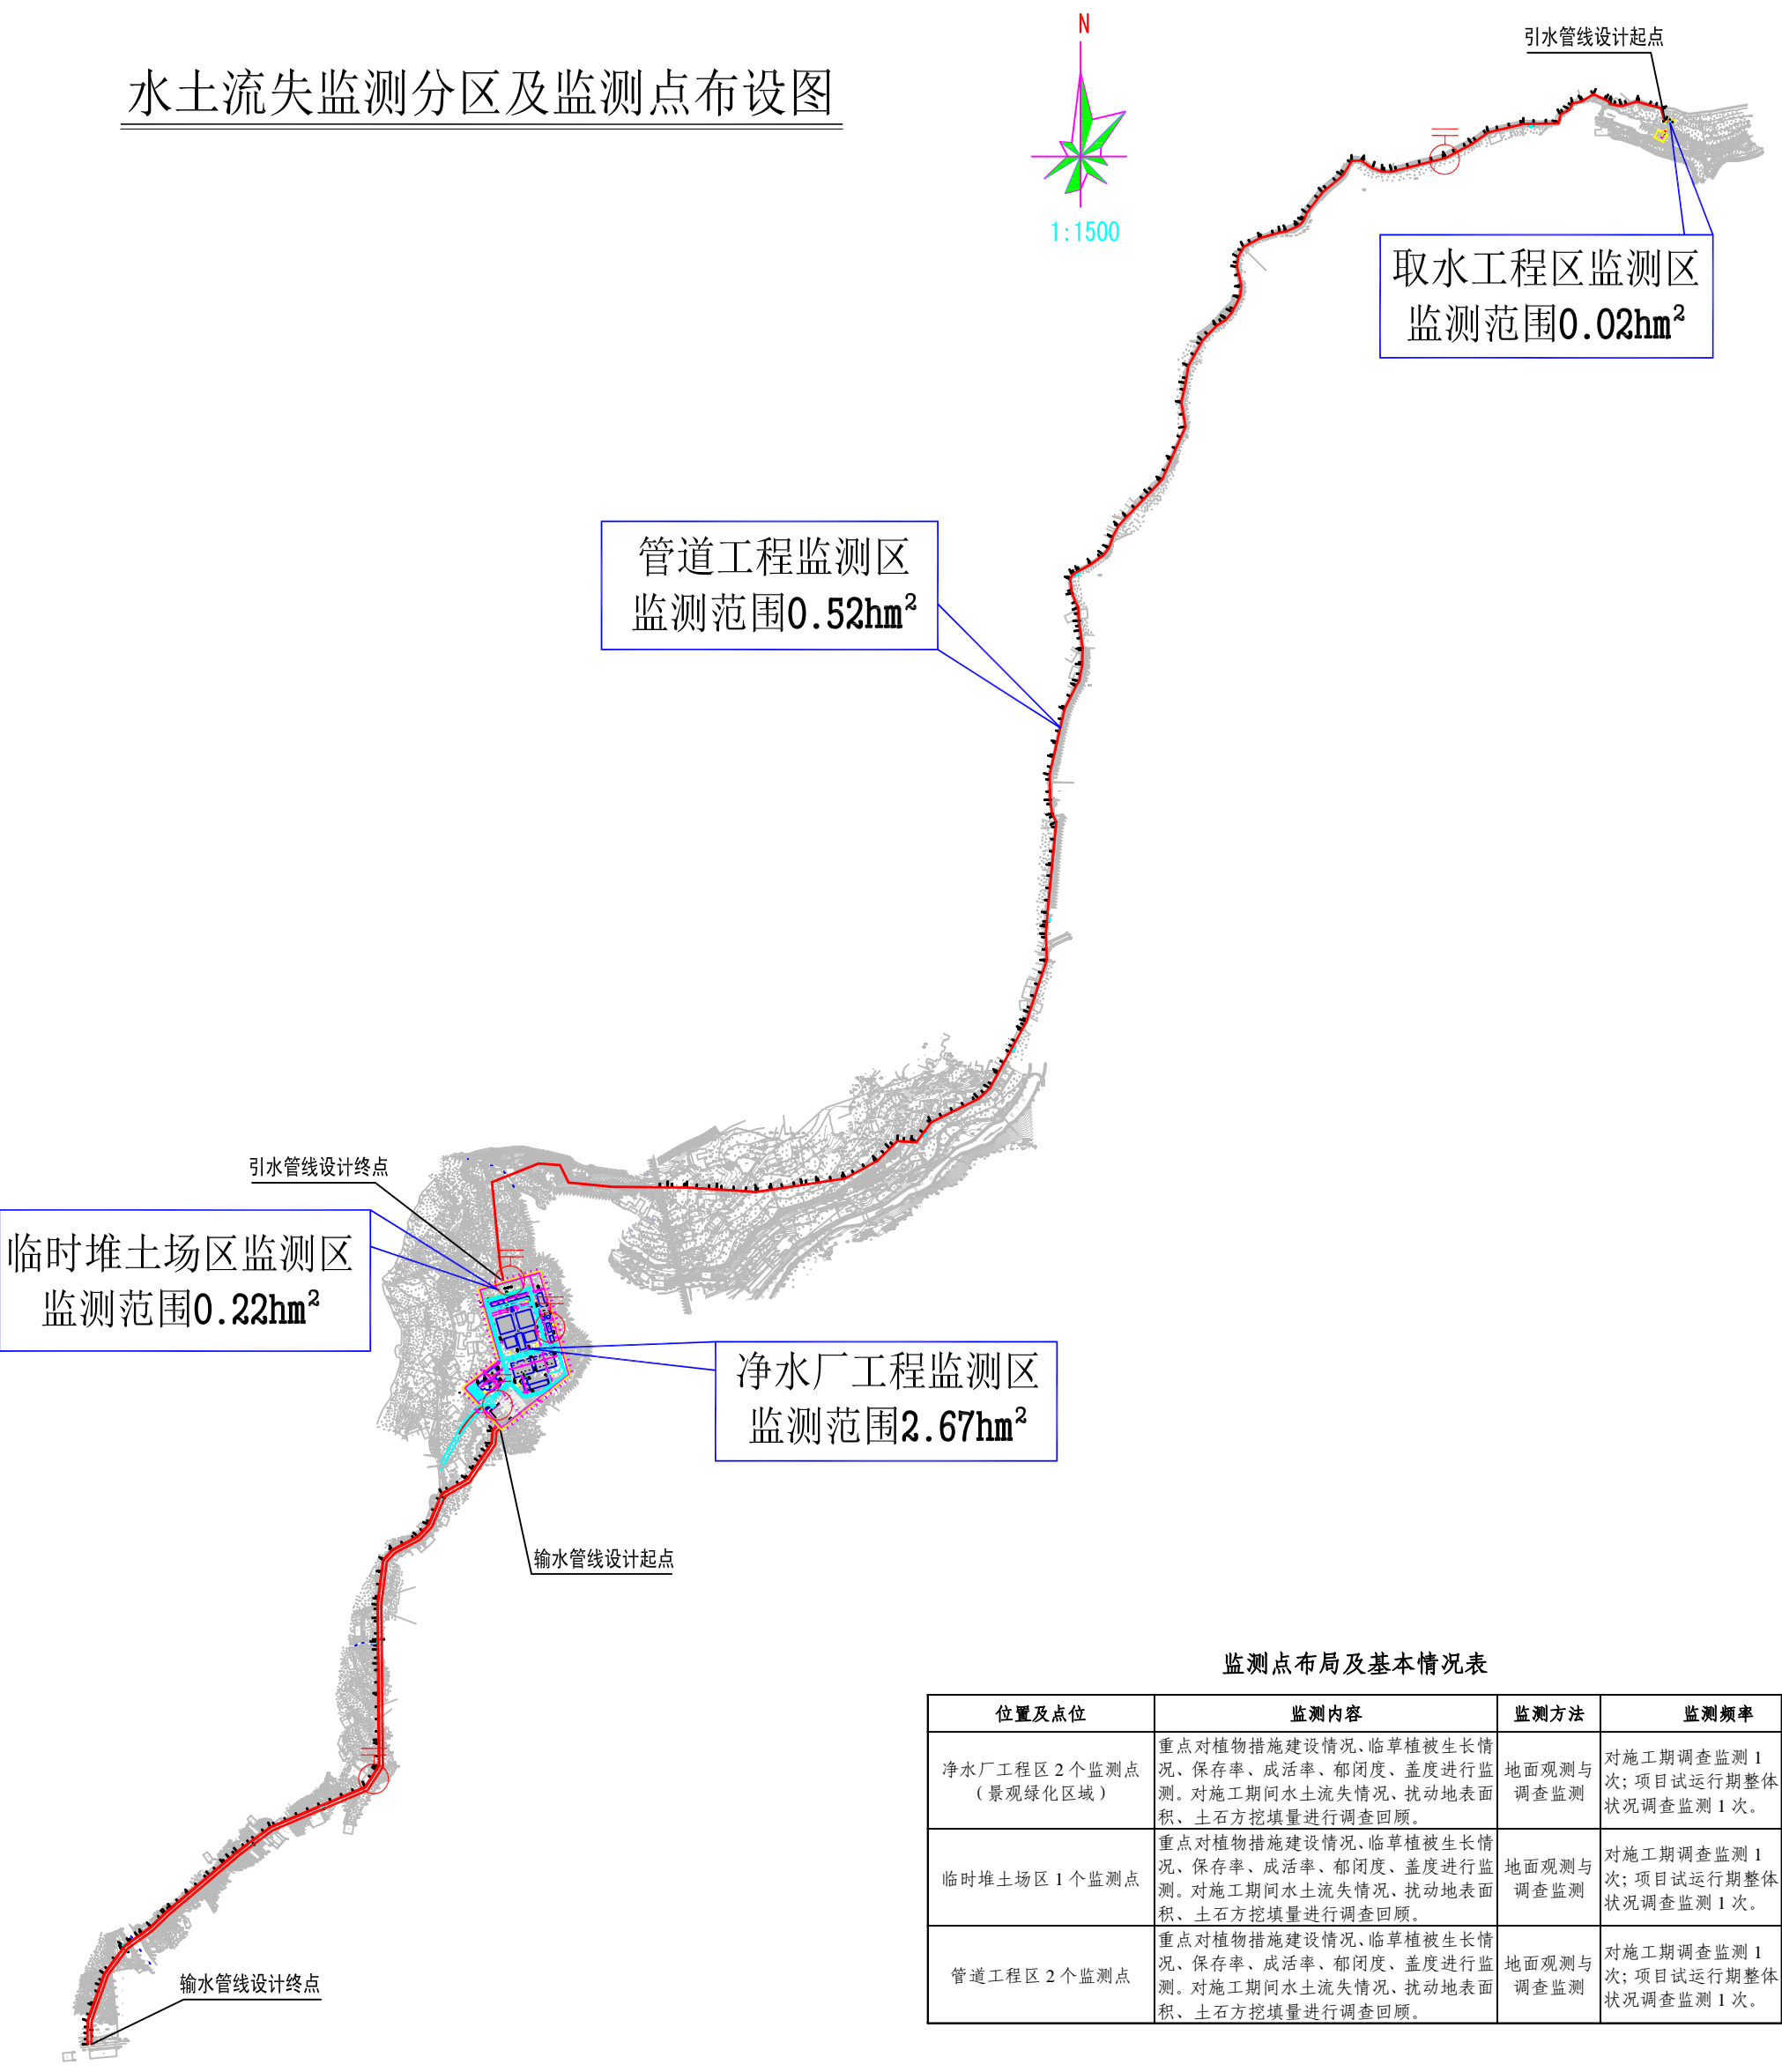 水土流失监测分区及监测点布设图
N
1:1500
引水管线设计起点
取水工程区监测区
监测范围0.02hm²
管道工程监测区
监测范围0.52hm²
引水管线设计终点
临时堆土场区监测区
监测范围0.22hm²
净水厂工程监测区
监测范围2.67hm²
输水管线设计起点
输水管线设计终点
监测点布局及基本情况表
位置及点位 监测内容 监测方法 监测频率
净水厂工程区 2 个监测点
（景观绿化区域）
重点对植物措施建设情况、临草植被生长情
况、保存率、成活率、郁闭度、盖度进行监
测。对施工期间水土流失情况、扰动地表面
积、土石方挖填量进行调查回顾。
地面观测与
调查监测
对施工期调查监测 1
次；项目试运行期整体
状况调查监测 1 次。
临时堆土场区 1 个监测点
重点对植物措施建设情况、临草植被生长情
况、保存率、成活率、郁闭度、盖度进行监
测。对施工期间水土流失情况、扰动地表面
积、土石方挖填量进行调查回顾。
地面观测与
调查监测
对施工期调查监测 1
次；项目试运行期整体
状况调查监测 1 次。
管道工程区 2 个监测点
重点对植物措施建设情况、临草植被生长情
况、保存率、成活率、郁闭度、盖度进行监
测。对施工期间水土流失情况、扰动地表面
积、土石方挖填量进行调查回顾。
地面观测与
调查监测
对施工期调查监测 1
次；项目试运行期整体
状况调查监测 1 次。